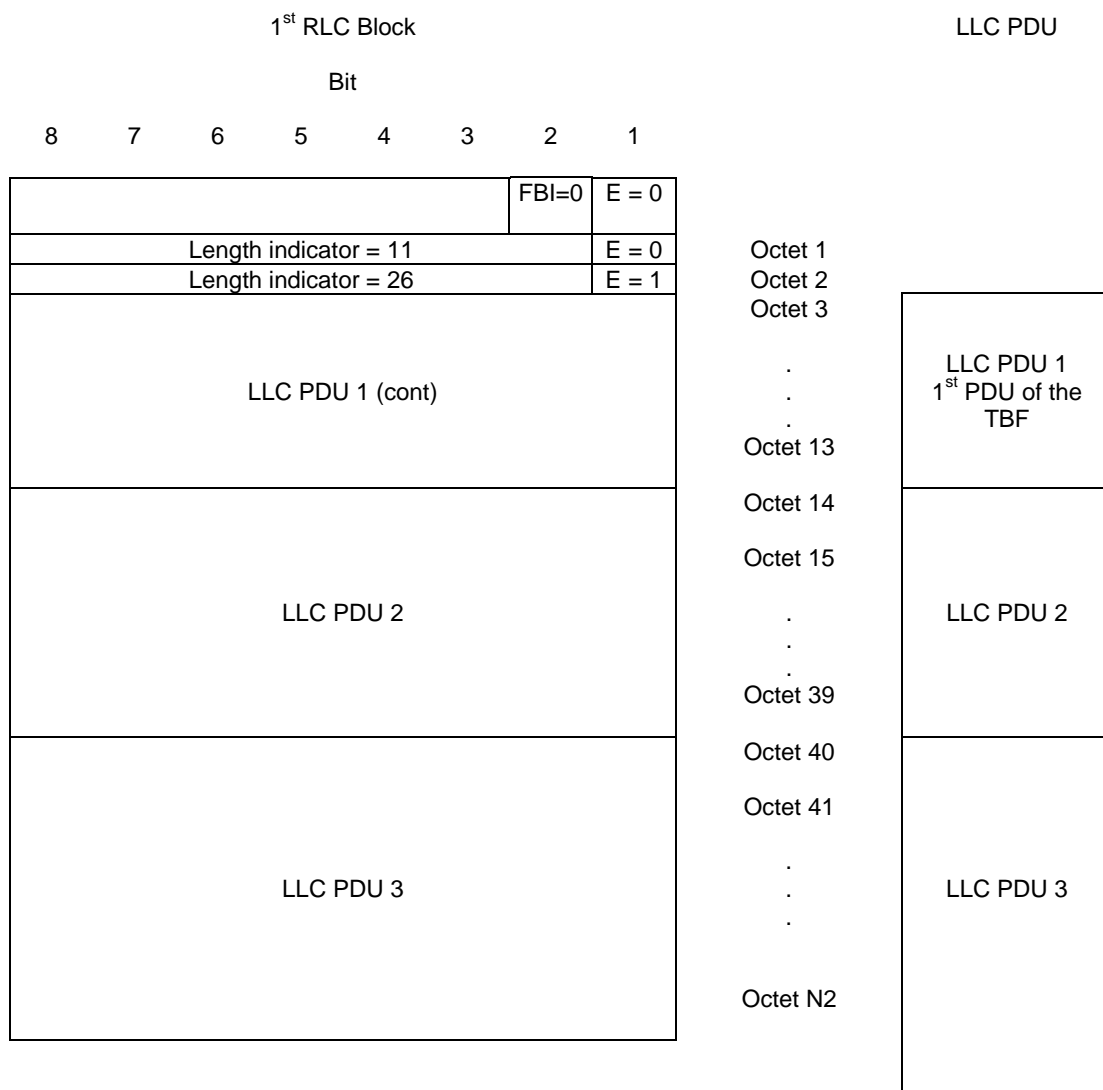 1st RLC Block LLC PDU
Bit
8 7 6 5 4 3 2 1
FBI=0 E = 0
Length indicator = 11 E = 0 Octet 1
Length indicator = 26 E = 1 Octet 2
Octet 3
.
.
.
LLC PDU 1 (cont)
Octet 13
LLC PDU 1
1st PDU of the
TBF
Octet 14
Octet 15
LLC PDU 2 . LLC PDU 2
.
.
Octet 39
Octet 40
Octet 41
.
LLC PDU 3 . LLC PDU 3
.
Octet N2